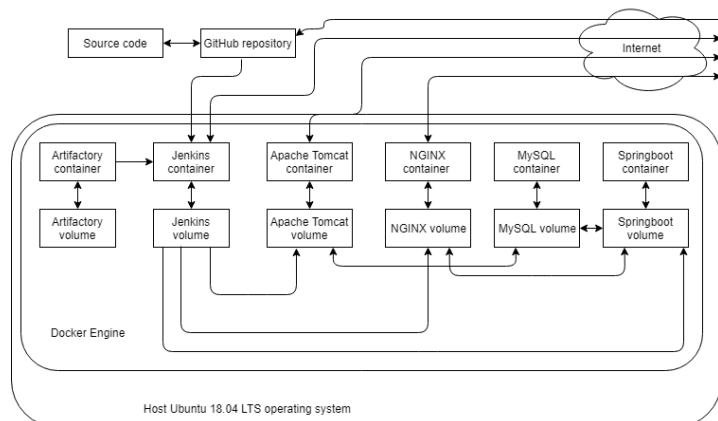 Source code
GitHub repository
Internet
Artifactory
container
Jenkins
container
Apache Tomcat
container
NGINX
container
MySQL
container
Springboot
container
Artifactory
volume
Jenkins
volume
Apache Tomcat
volume
NGINX volume
MySQL volume
Springboot
volume
Docker Engine
Host Ubuntu 18.04 LTS operating system